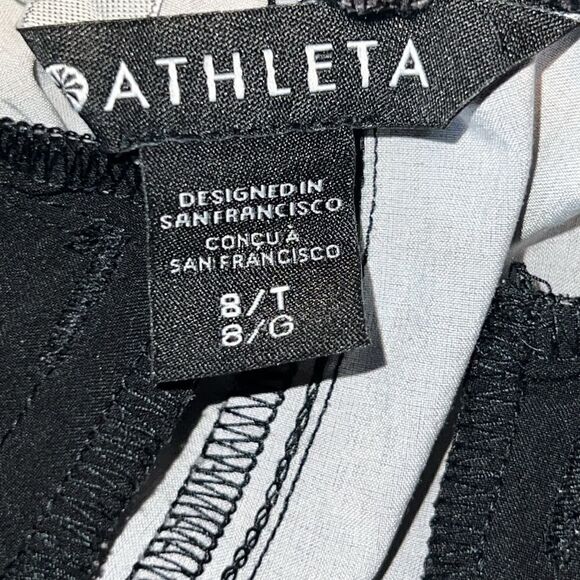 ATHLETA
DESIGNED IN
SAN FRANCISCO
CONÇU À
SAN FRANCISCO
8/T
8/G